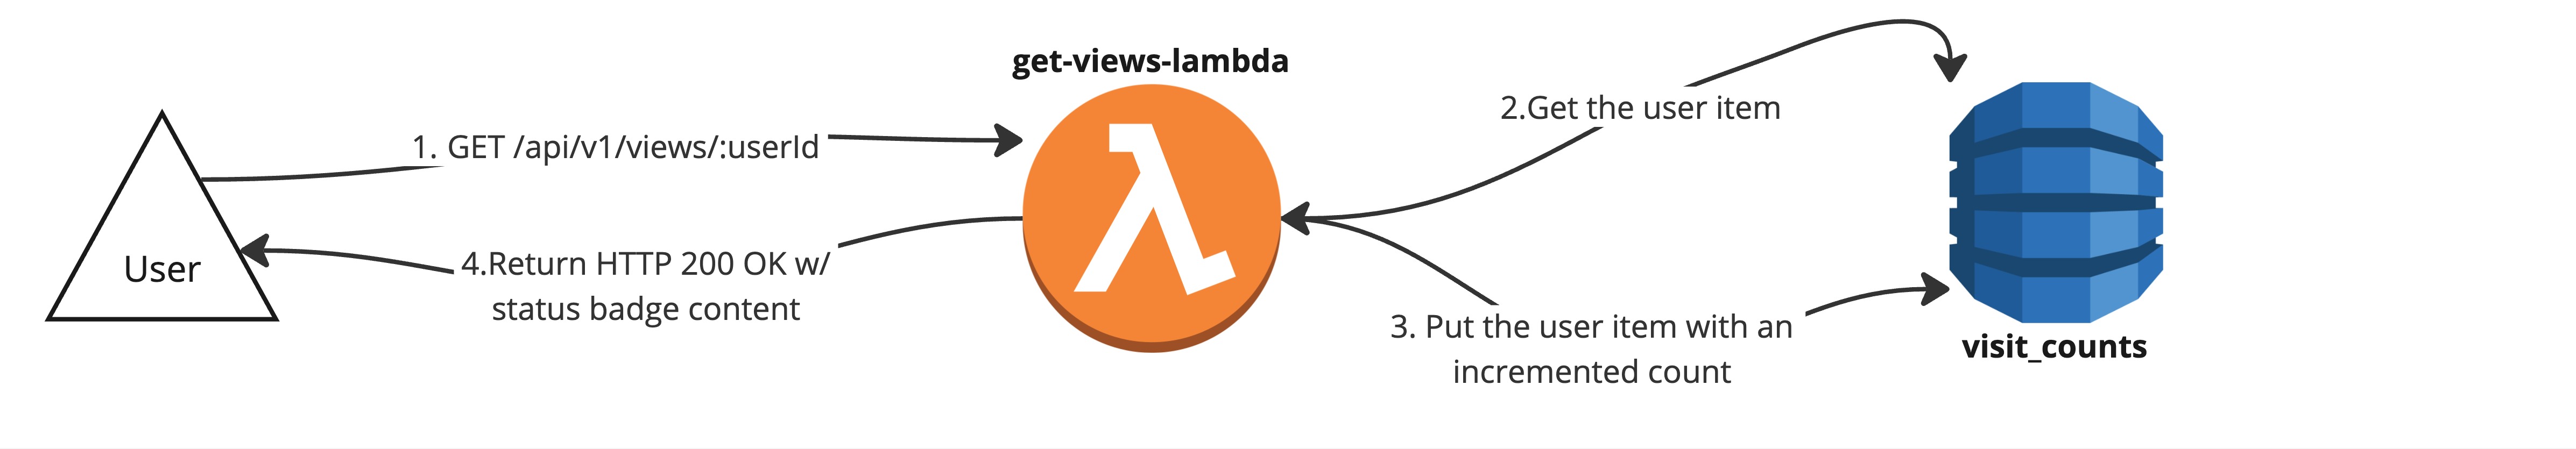 get-views-lambda
1. GET /api/v1/views/:userId
2.Get the user item
User
4.Return HTTP 200 OK w/
status badge content
3. Put the user item with an
incremented count
visit_counts